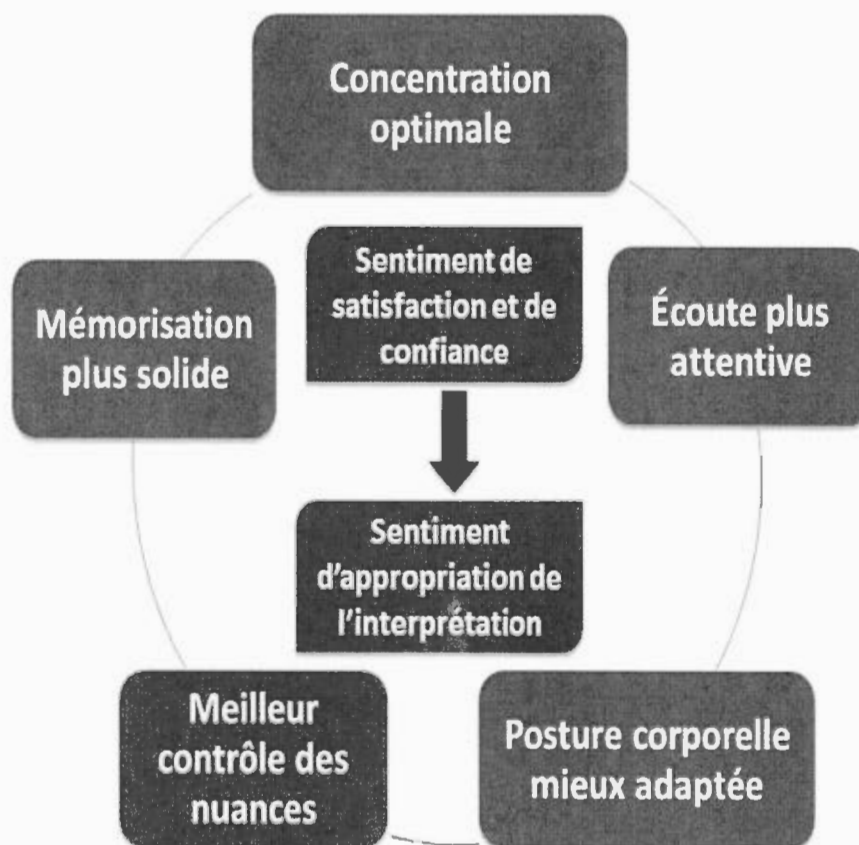 Concentration
optimale
Sentiment de
satisfaction et de
confiance
Mémorisation
plus solide
Écoute plus
attentive
Sentiment
d'appropriation de
l'interprétation
Meilleur
contrôle des
nuances
Posture corporelle
mieux adaptée